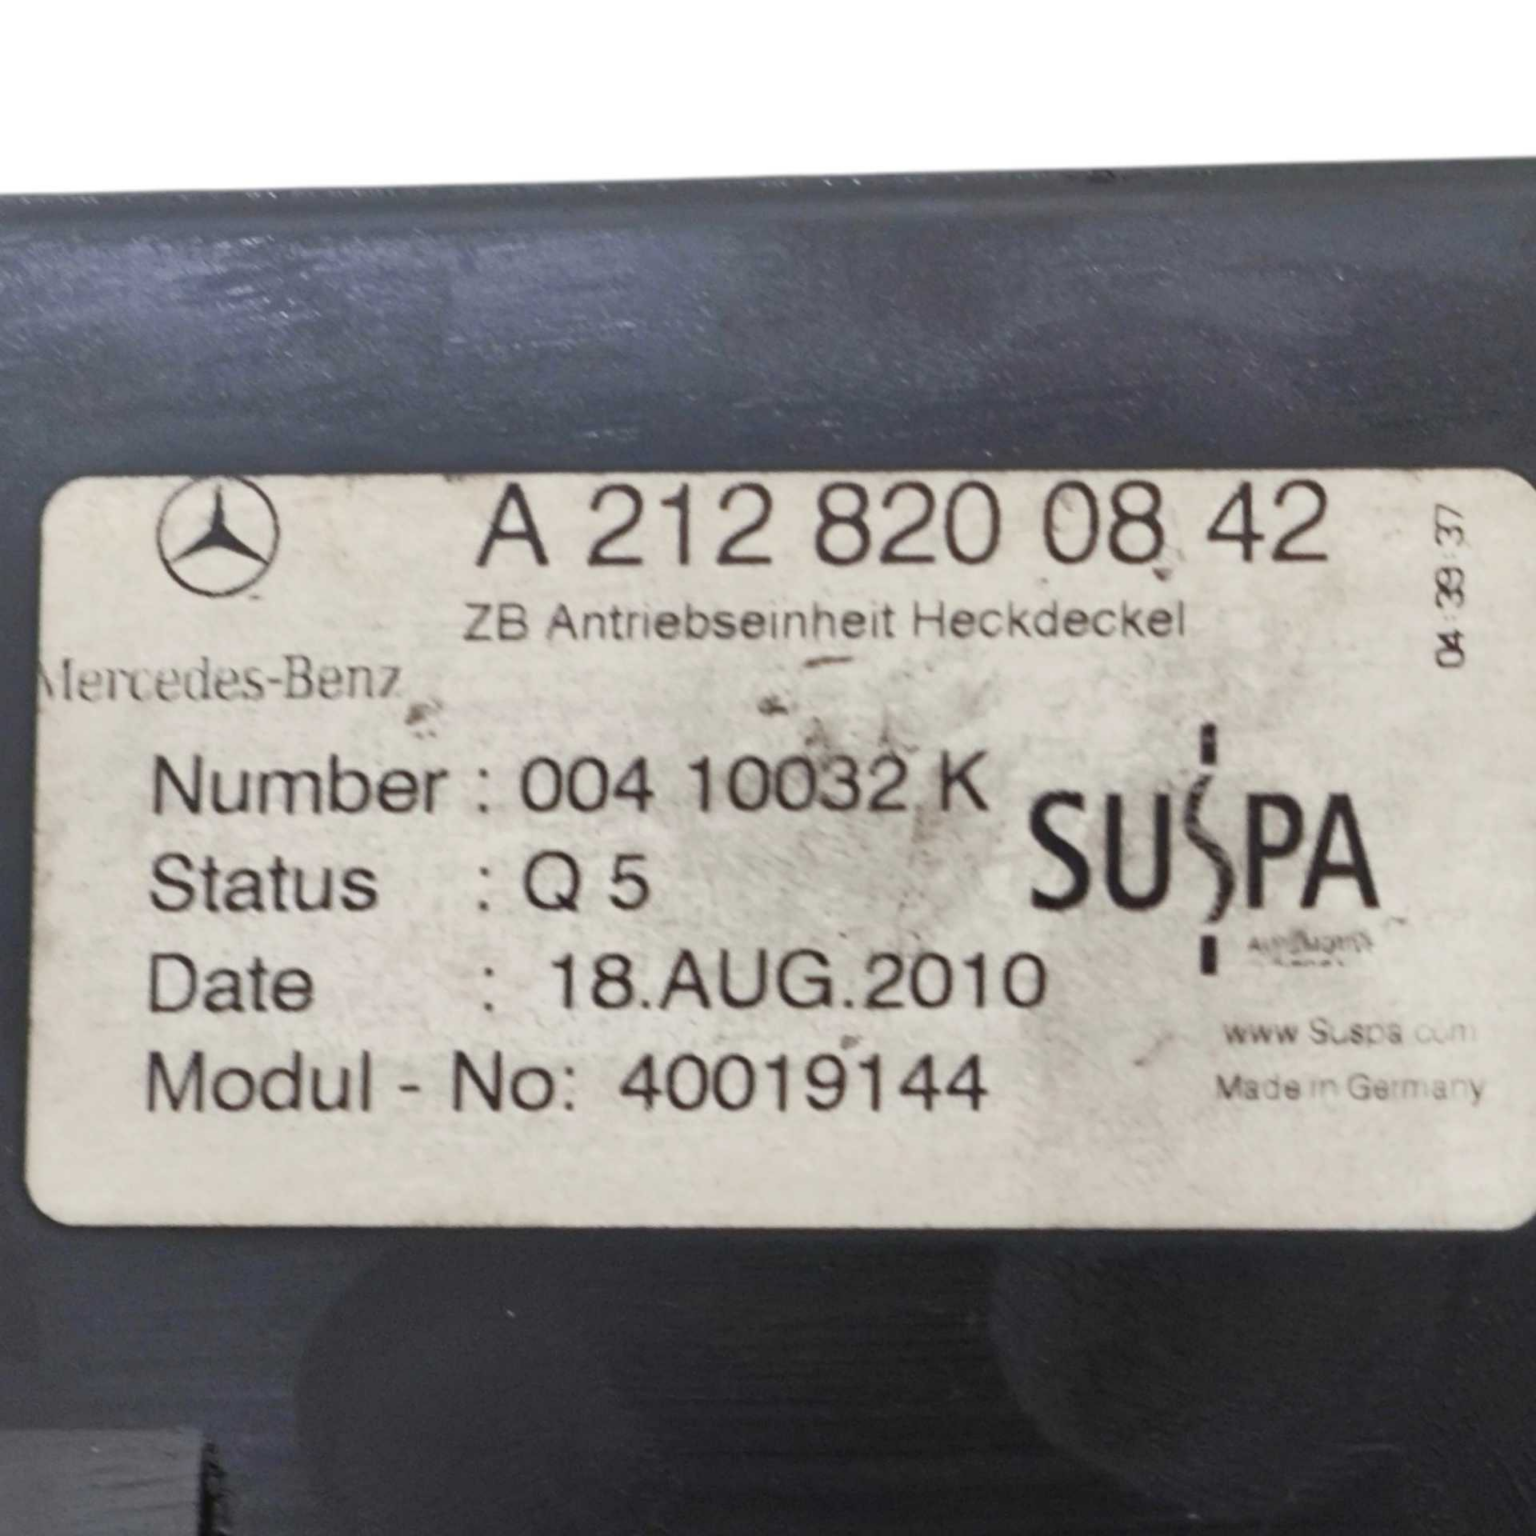 A 212 820 08 42
04:39:37
ZB Antriebseinheit Heckdeckel
Mercedes-Benz
Number : 004 10032 K
SUSPA
Status : Q 5
Date : 18.AUG.2010
www.Suspa.com
Modul - No: 40019144
Made in Germany